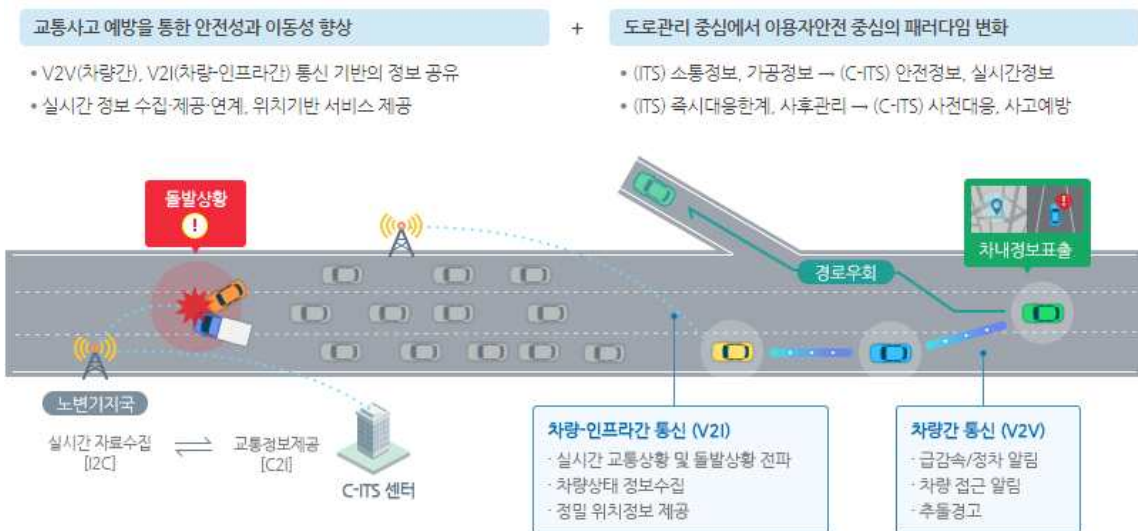 교통사고 예방을 통한 안전성과 이동성 향상
+
도로관리 중심에서 이용자안전 중심의 패러다임 변화
• V2V(차량간), V2I(차량-인프라간) 통신 기반의 정보 공유
• 실시간 정보 수집·제공·연계, 위치기반 서비스 제공
• (ITS) 소통정보, 가공정보 → (C-ITS) 안전정보, 실시간정보
• (ITS) 즉시대응한계, 사후관리 → (C-ITS) 사전대응, 사고예방
돌발상황
!
차내정보표출
경로우회
노변기지국
실시간 자료수집
[I2C]
교통정보제공
[C2I]
C-ITS 센터
차량-인프라간 통신 (V2I)
· 실시간 교통상황 및 돌발상황 전파
· 차량상태 정보수집
· 정밀 위치정보 제공
차량간 통신 (V2V)
· 급감속/정차 알림
· 차량 접근 알림
· 추돌경고